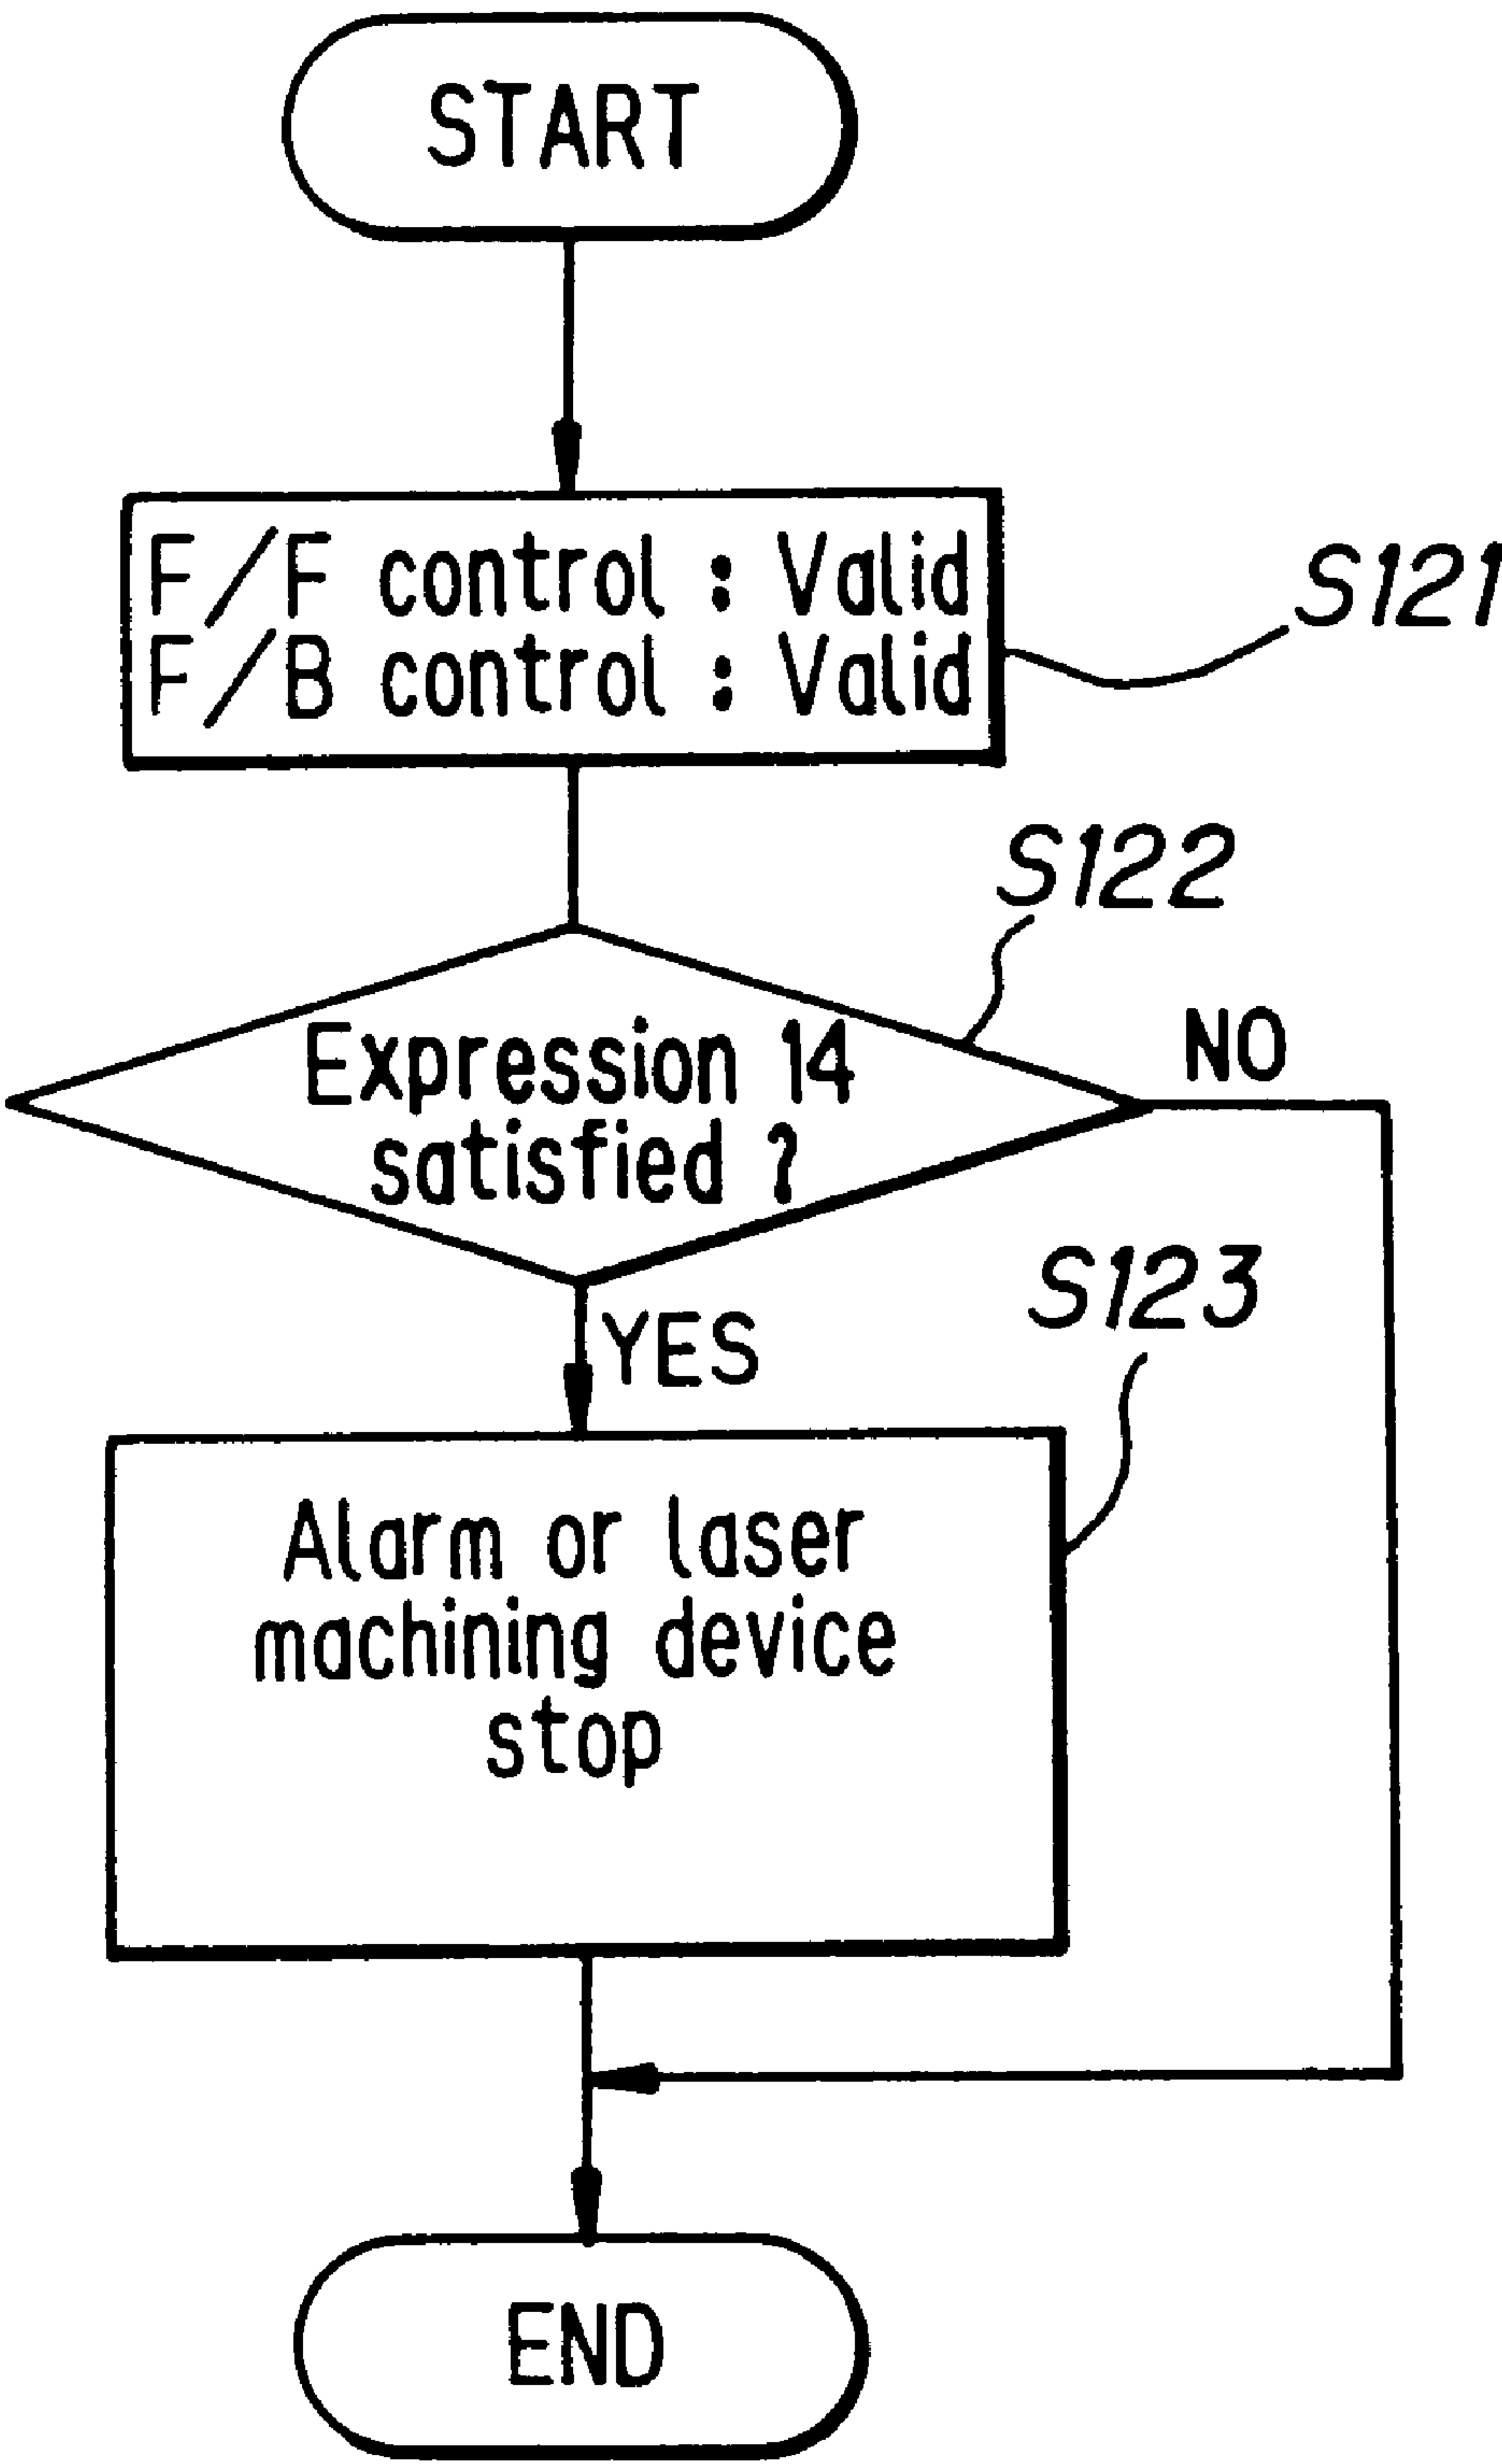 START
F/F control : Valid
F/B control : Valid
S121
S122
Expression 14
satisfied ?
NO
YES
S123
Alarm or laser
machining device
stop
END